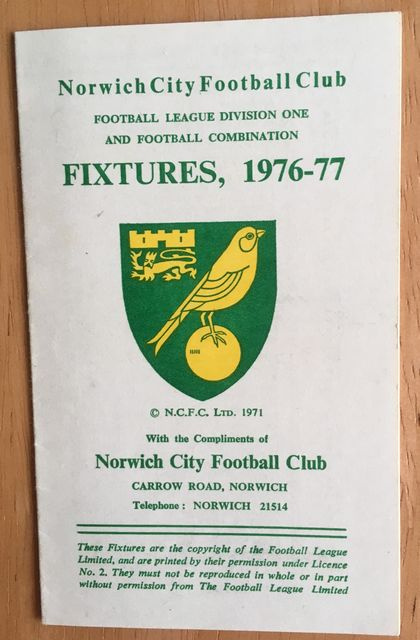 Norwich City Football Club
FOOTBALL LEAGUE DIVISION ONE
AND FOOTBALL COMBINATION
FIXTURES, 1976-77
© N.C.F.C. LTD. 1971
With the Compliments of
Norwich City Football Club
CARROW ROAD, NORWICH
Telephone : NORWICH 21514
These Fixtures are the copyright of the Football League
Limited, and are printed by their permission under Licence
No. 2. They must not be reproduced in whole or in part
without permission from The Football League Limited